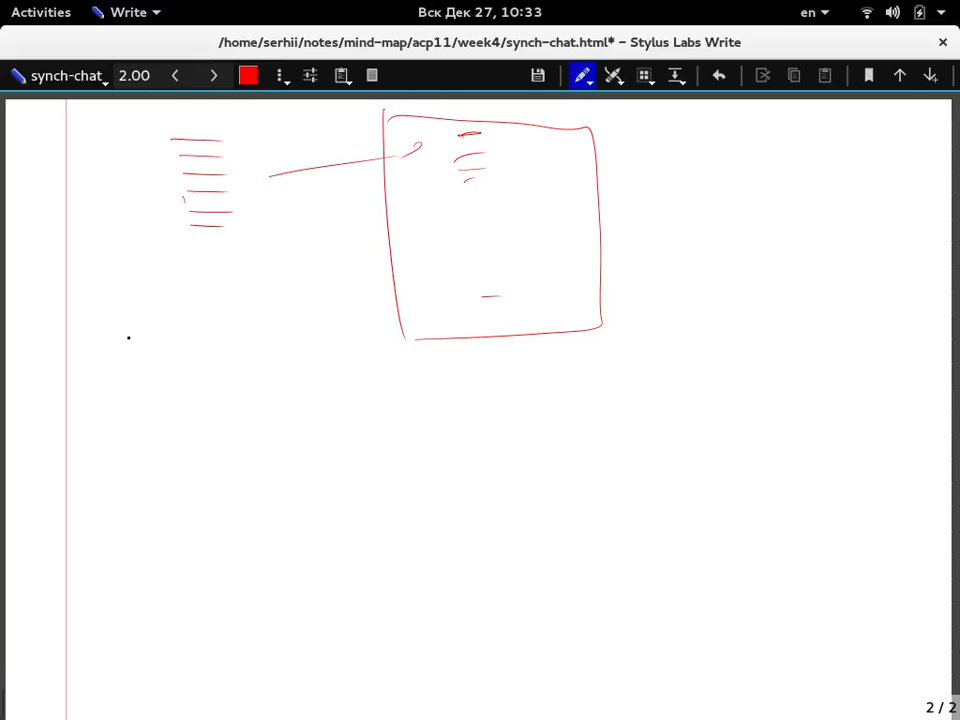 Activities Write Вск Дек 27, 10:33 en
/home/serhii/notes/mind-map/acp11/week4/synch-chat.html* – Stylus Labs Write ×
synch-chat 2.00
2 / 2